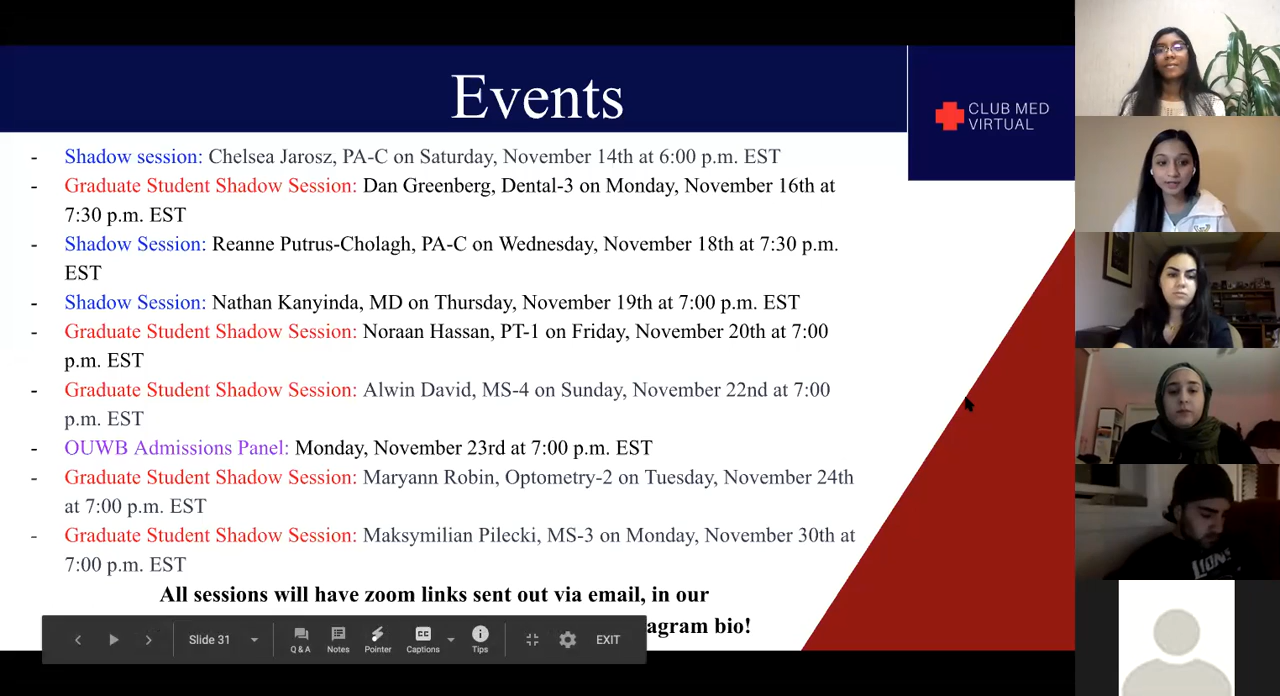 Events
CLUB MED
VIRTUAL
- Shadow session: Chelsea Jarosz, PA-C on Saturday, November 14th at 6:00 p.m. EST
- Graduate Student Shadow Session: Dan Greenberg, Dental-3 on Monday, November 16th at
7:30 p.m. EST
- Shadow Session: Reanne Putrus-Cholagh, PA-C on Wednesday, November 18th at 7:30 p.m.
EST
- Shadow Session: Nathan Kanyinda, MD on Thursday, November 19th at 7:00 p.m. EST
- Graduate Student Shadow Session: Noraan Hassan, PT-1 on Friday, November 20th at 7:00
p.m. EST
- Graduate Student Shadow Session: Alwin David, MS-4 on Sunday, November 22nd at 7:00
p.m. EST
- OUWB Admissions Panel: Monday, November 23rd at 7:00 p.m. EST
- Graduate Student Shadow Session: Maryann Robin, Optometry-2 on Tuesday, November 24th
at 7:00 p.m. EST
- Graduate Student Shadow Session: Maksymilian Pilecki, MS-3 on Monday, November 30th at
7:00 p.m. EST
All sessions will have zoom links sent out via email, in our
agram bio!
Slide 31
Q & A
Notes
Pointer
CC
Captions
Tips
EXIT
LIONS